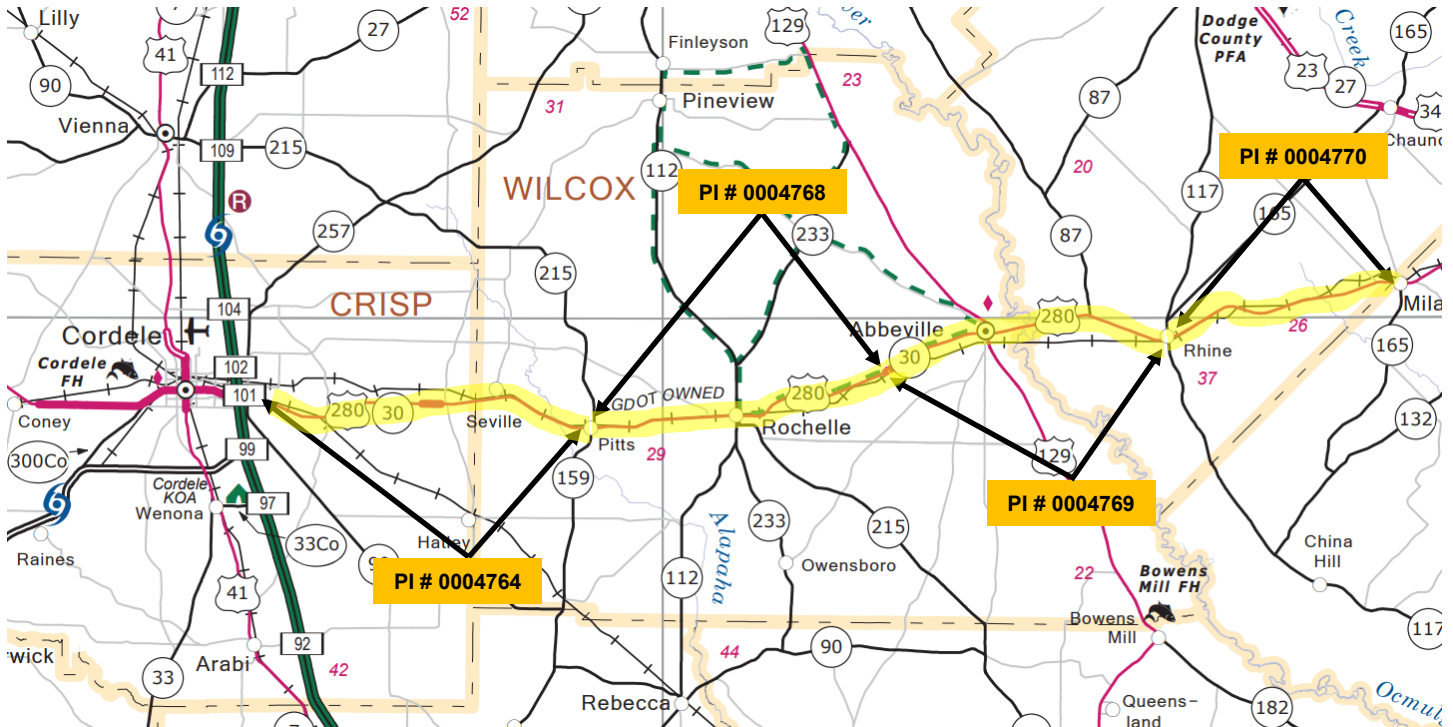 Lilly
41
27
52
129
Finleyson
Dodge
County
PFA
Creek
165
112
90
Vienna
109
215
31
Pineview
23
87
23
27
34
PI # 0004770
20
112
WILCOX
PI # 0004768
117
165
R
257
233
87
215
CRISP
104
Cordele
Abbeville
280
26
Rhine
Cordele
FH
102
101
30
165
37
280
30
Seville
GDOT OWNED
280
Coney
Pitts
29
Rochelle
132
300Co
99
129
159
Cordele
KOA
Wenona
97
PI # 0004769
33Co
Hatley
Alapaha
233
215
Raines
Owensboro
China
Hill
PI # 0004764
112
22
Bowens
Mill FH
41
Bowens
Mill
117
92
Arabi
42
33
44
90
Rebecca
Queens-
land
182